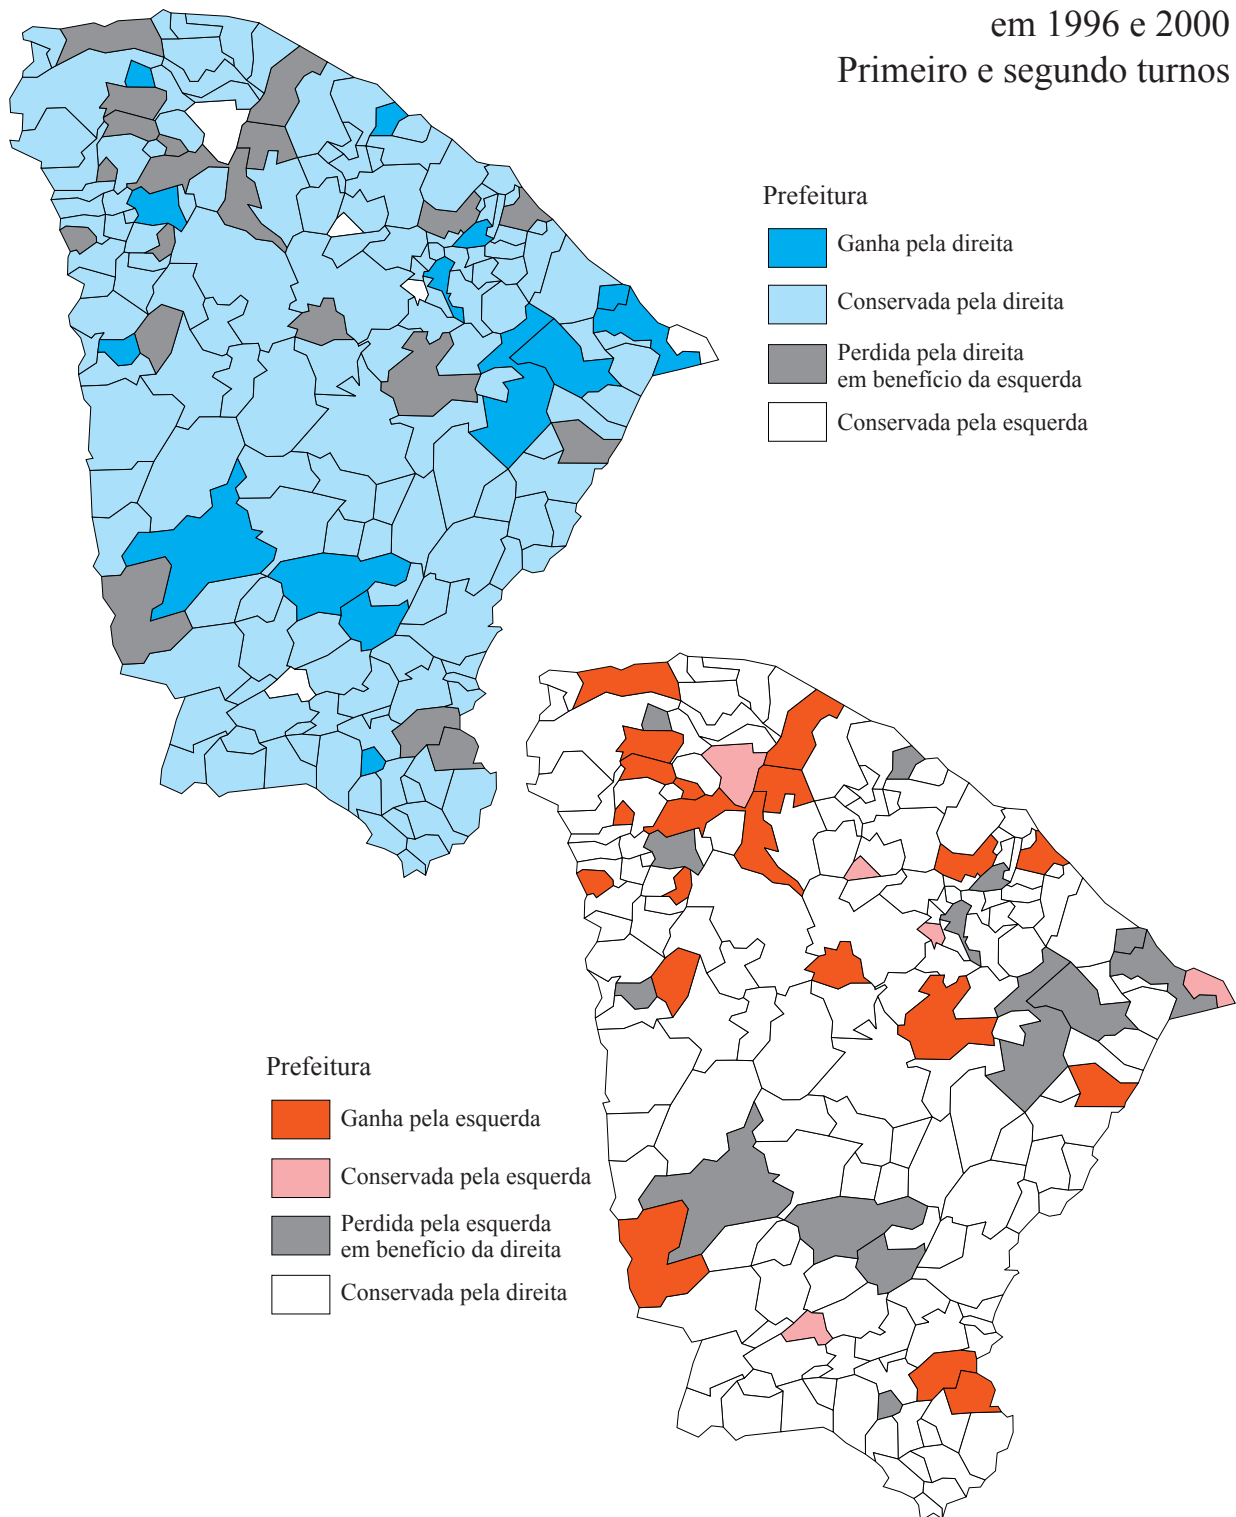 em 1996 e 2000
Primeiro e segundo turnos
Prefeitura
Ganha pela direita
Conservada pela direita
Perdida pela direita
em benefício da esquerda
Conservada pela esquerda
Prefeitura
Ganha pela esquerda
Conservada pela esquerda
Perdida pela esquerda
em benefício da direita
Conservada pela direita